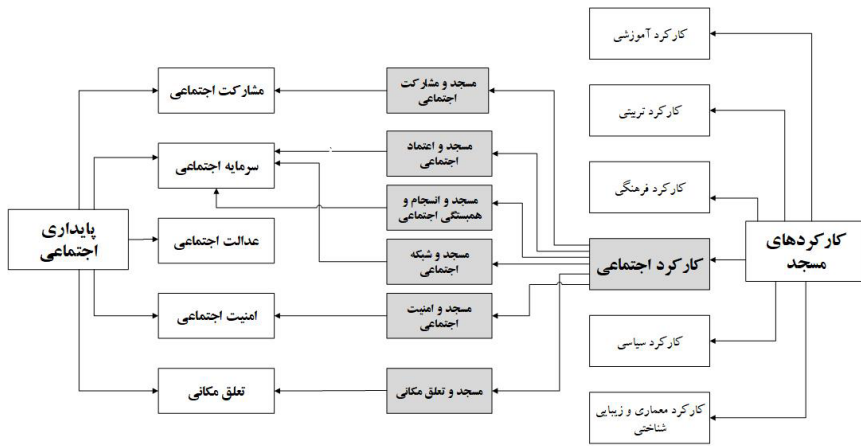 کارکردهای
مسجد
کارکرد آموزشی
کارکرد تربیتی
کارکرد فرهنگی
کارکرد اجتماعی
کارکرد سیاسی
کارکرد معماری و زیبایی
شناختی
مسجد و مشارکت
اجتماعی
مسجد و اعتماد
اجتماعی
مسجد و انسجام و
همبستگی اجتماعی
مسجد و شبکه
اجتماعی
مسجد و امنیت
اجتماعی
مسجد و تعلق مکانی
مشارکت اجتماعی
سرمایه اجتماعی
عدالت اجتماعی
امنیت اجتماعی
تعلق مکانی
پایداری
اجتماعی